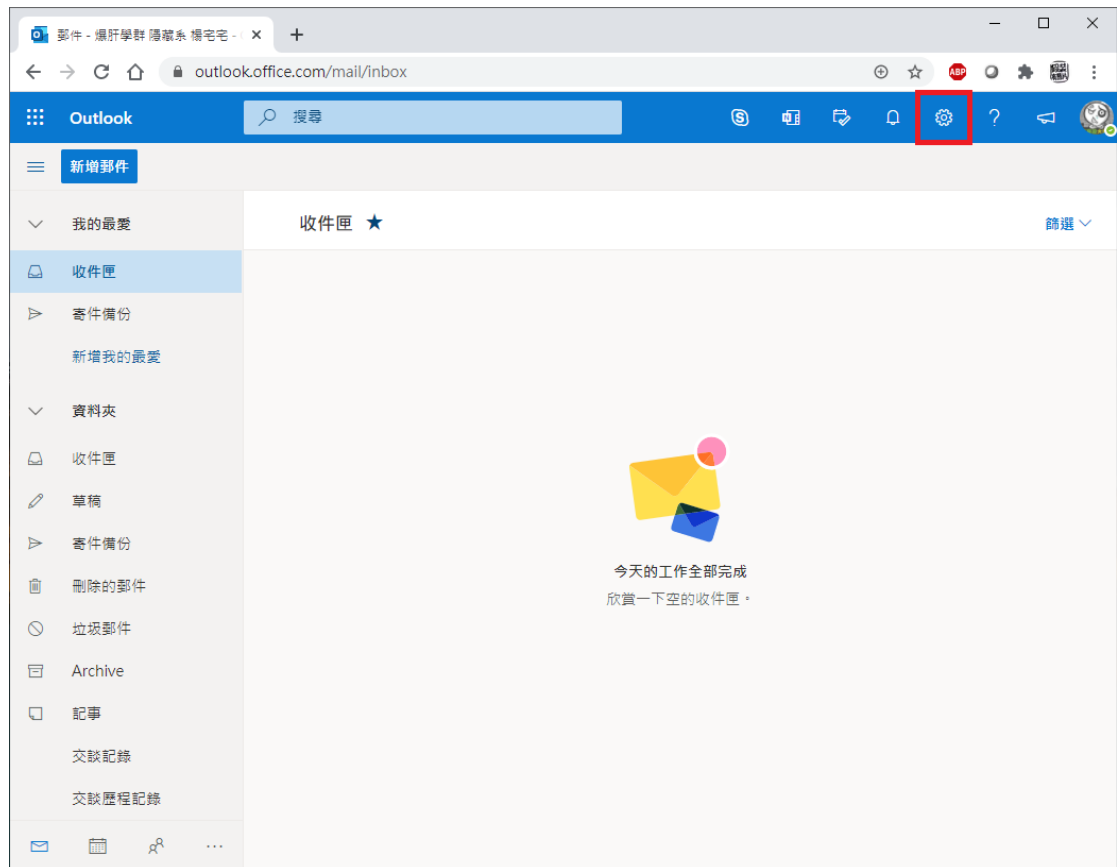 郵件 - 爆肝學群 隱藏系 楊宅宅 -
outlook.office.com/mail/inbox
ABP
Outlook
搜尋
新增郵件
我的最愛
收件匣
篩選
收件匣
寄件備份
新增我的最愛
資料夾
收件匣
草稿
寄件備份
刪除的郵件
垃圾郵件
Archive
記事
交談記錄
交談歷程記錄
今天的工作全部完成
欣賞一下空的收件匣。